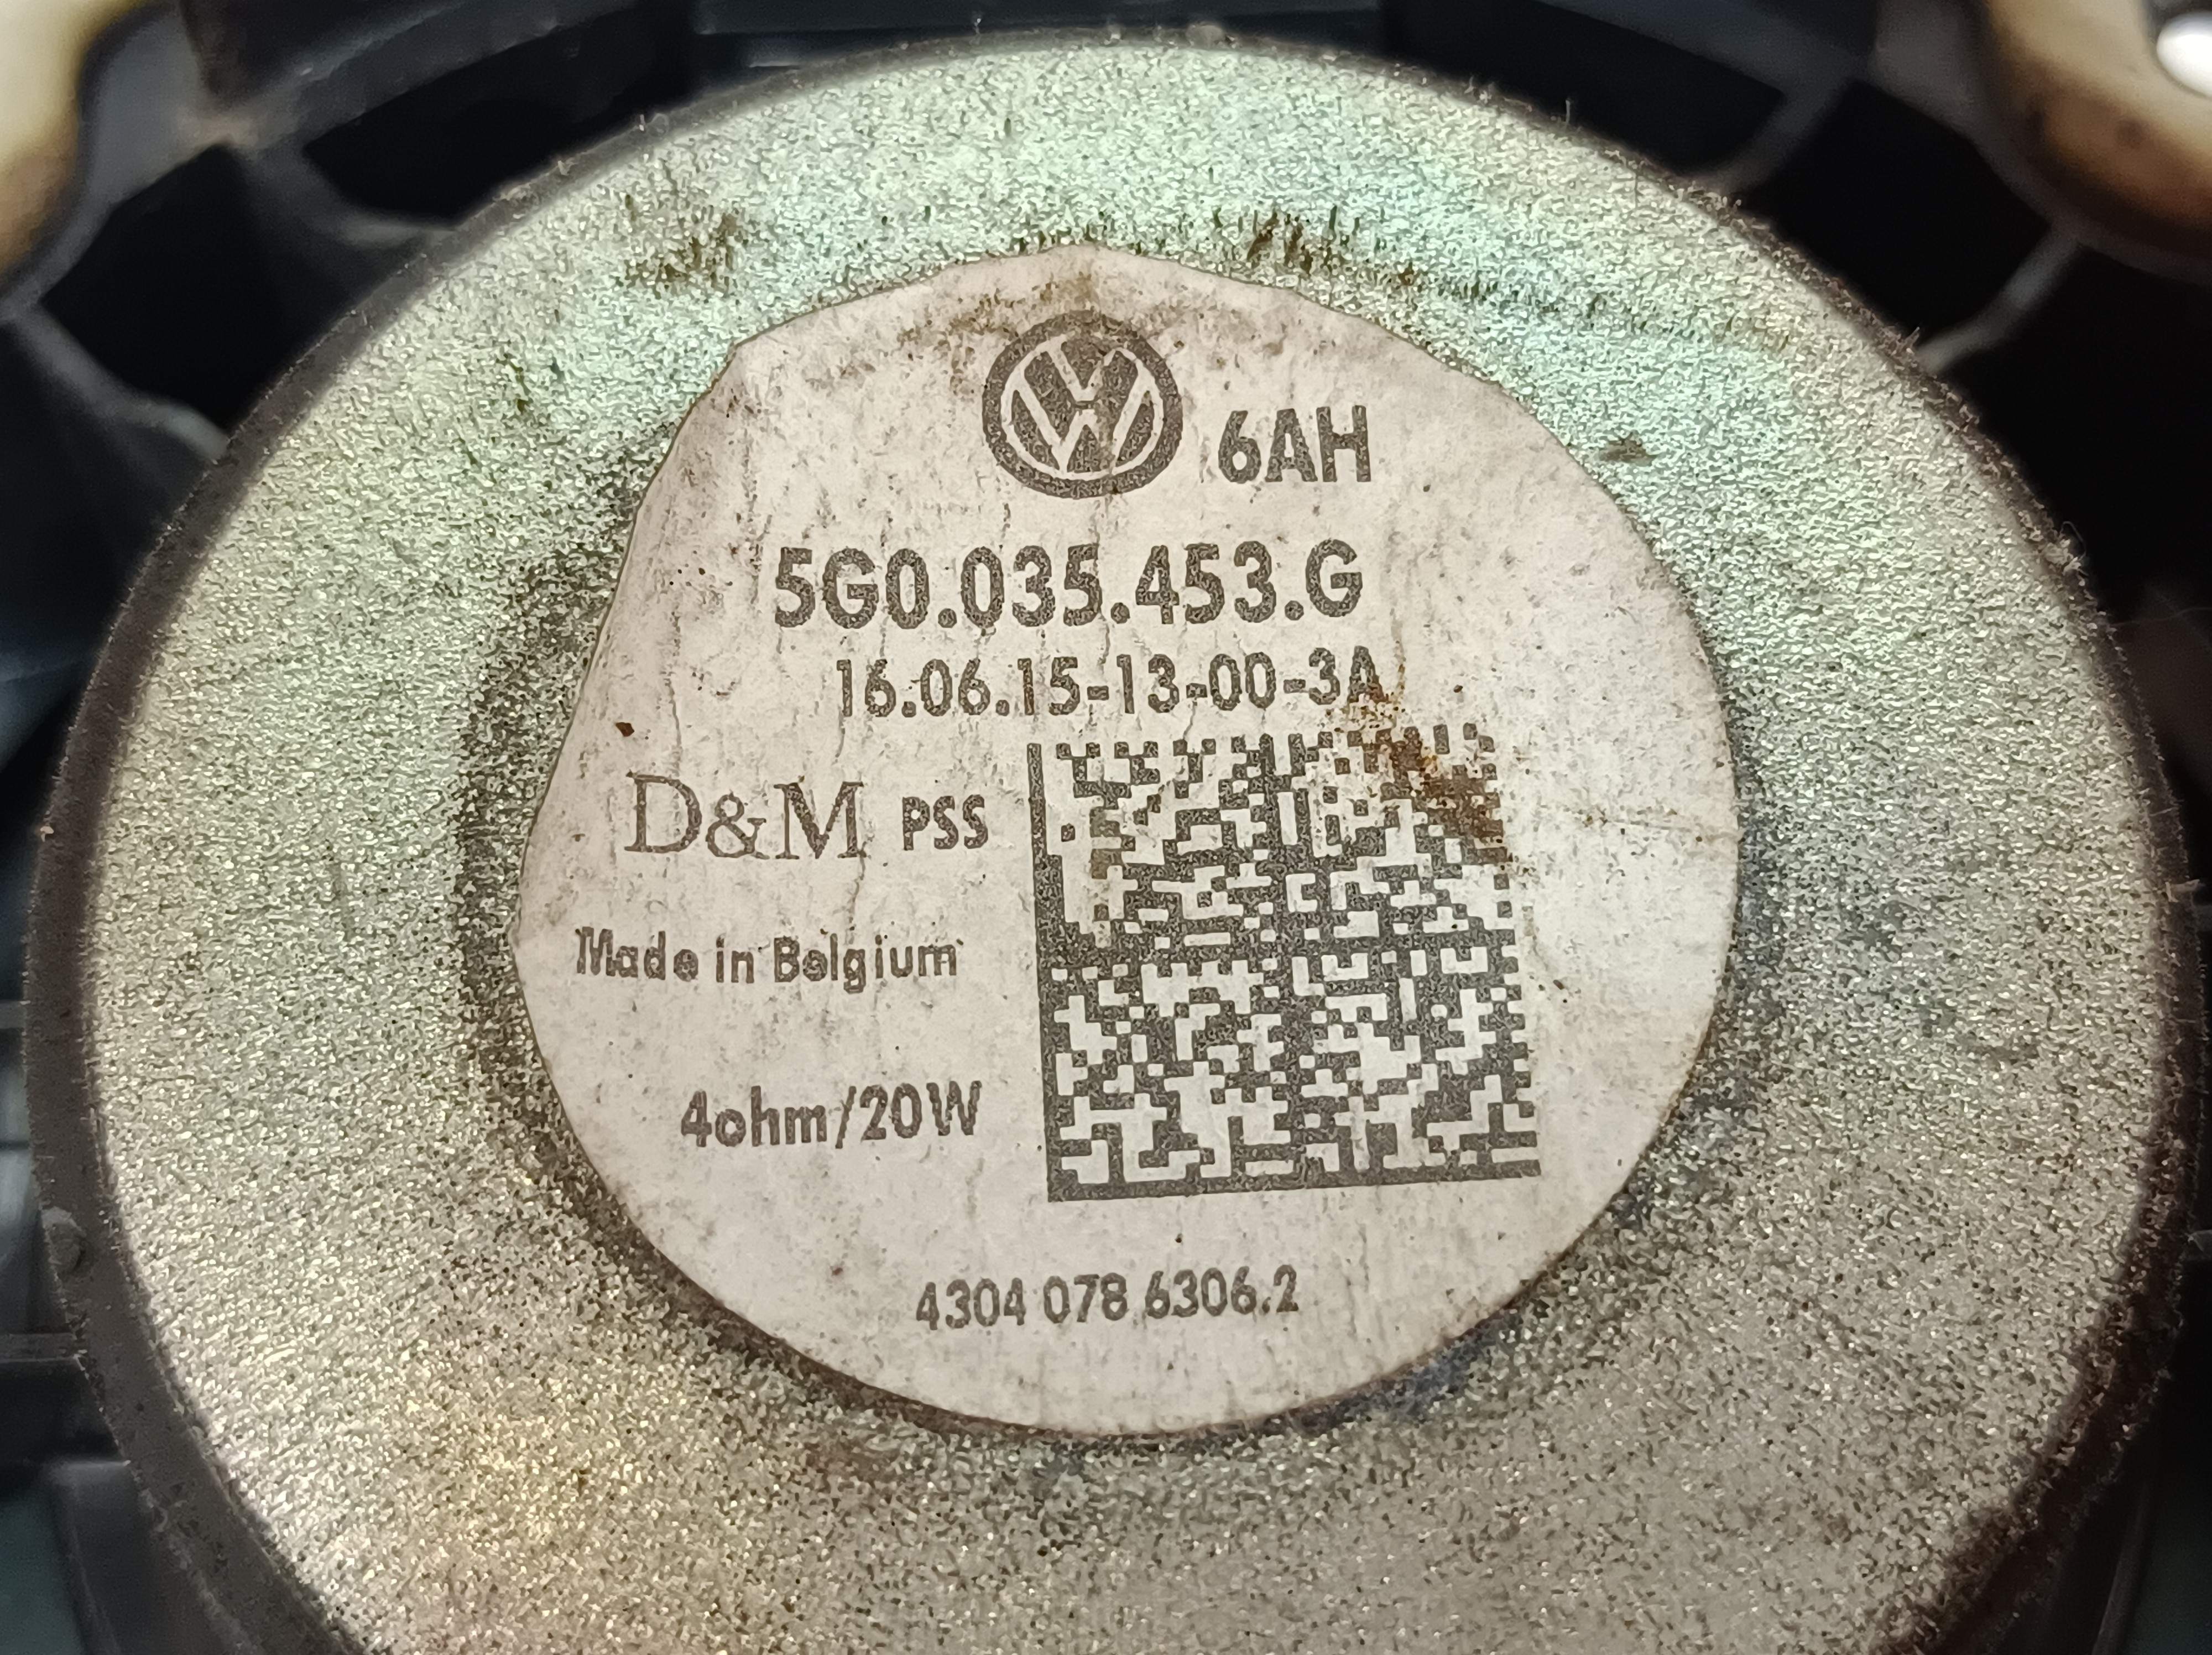 6AH
5G0.035.453.G
16.06.15-13-00-3A
D&M PSS
Made in Belgium
4ohm/20W
4304 078 6306.2